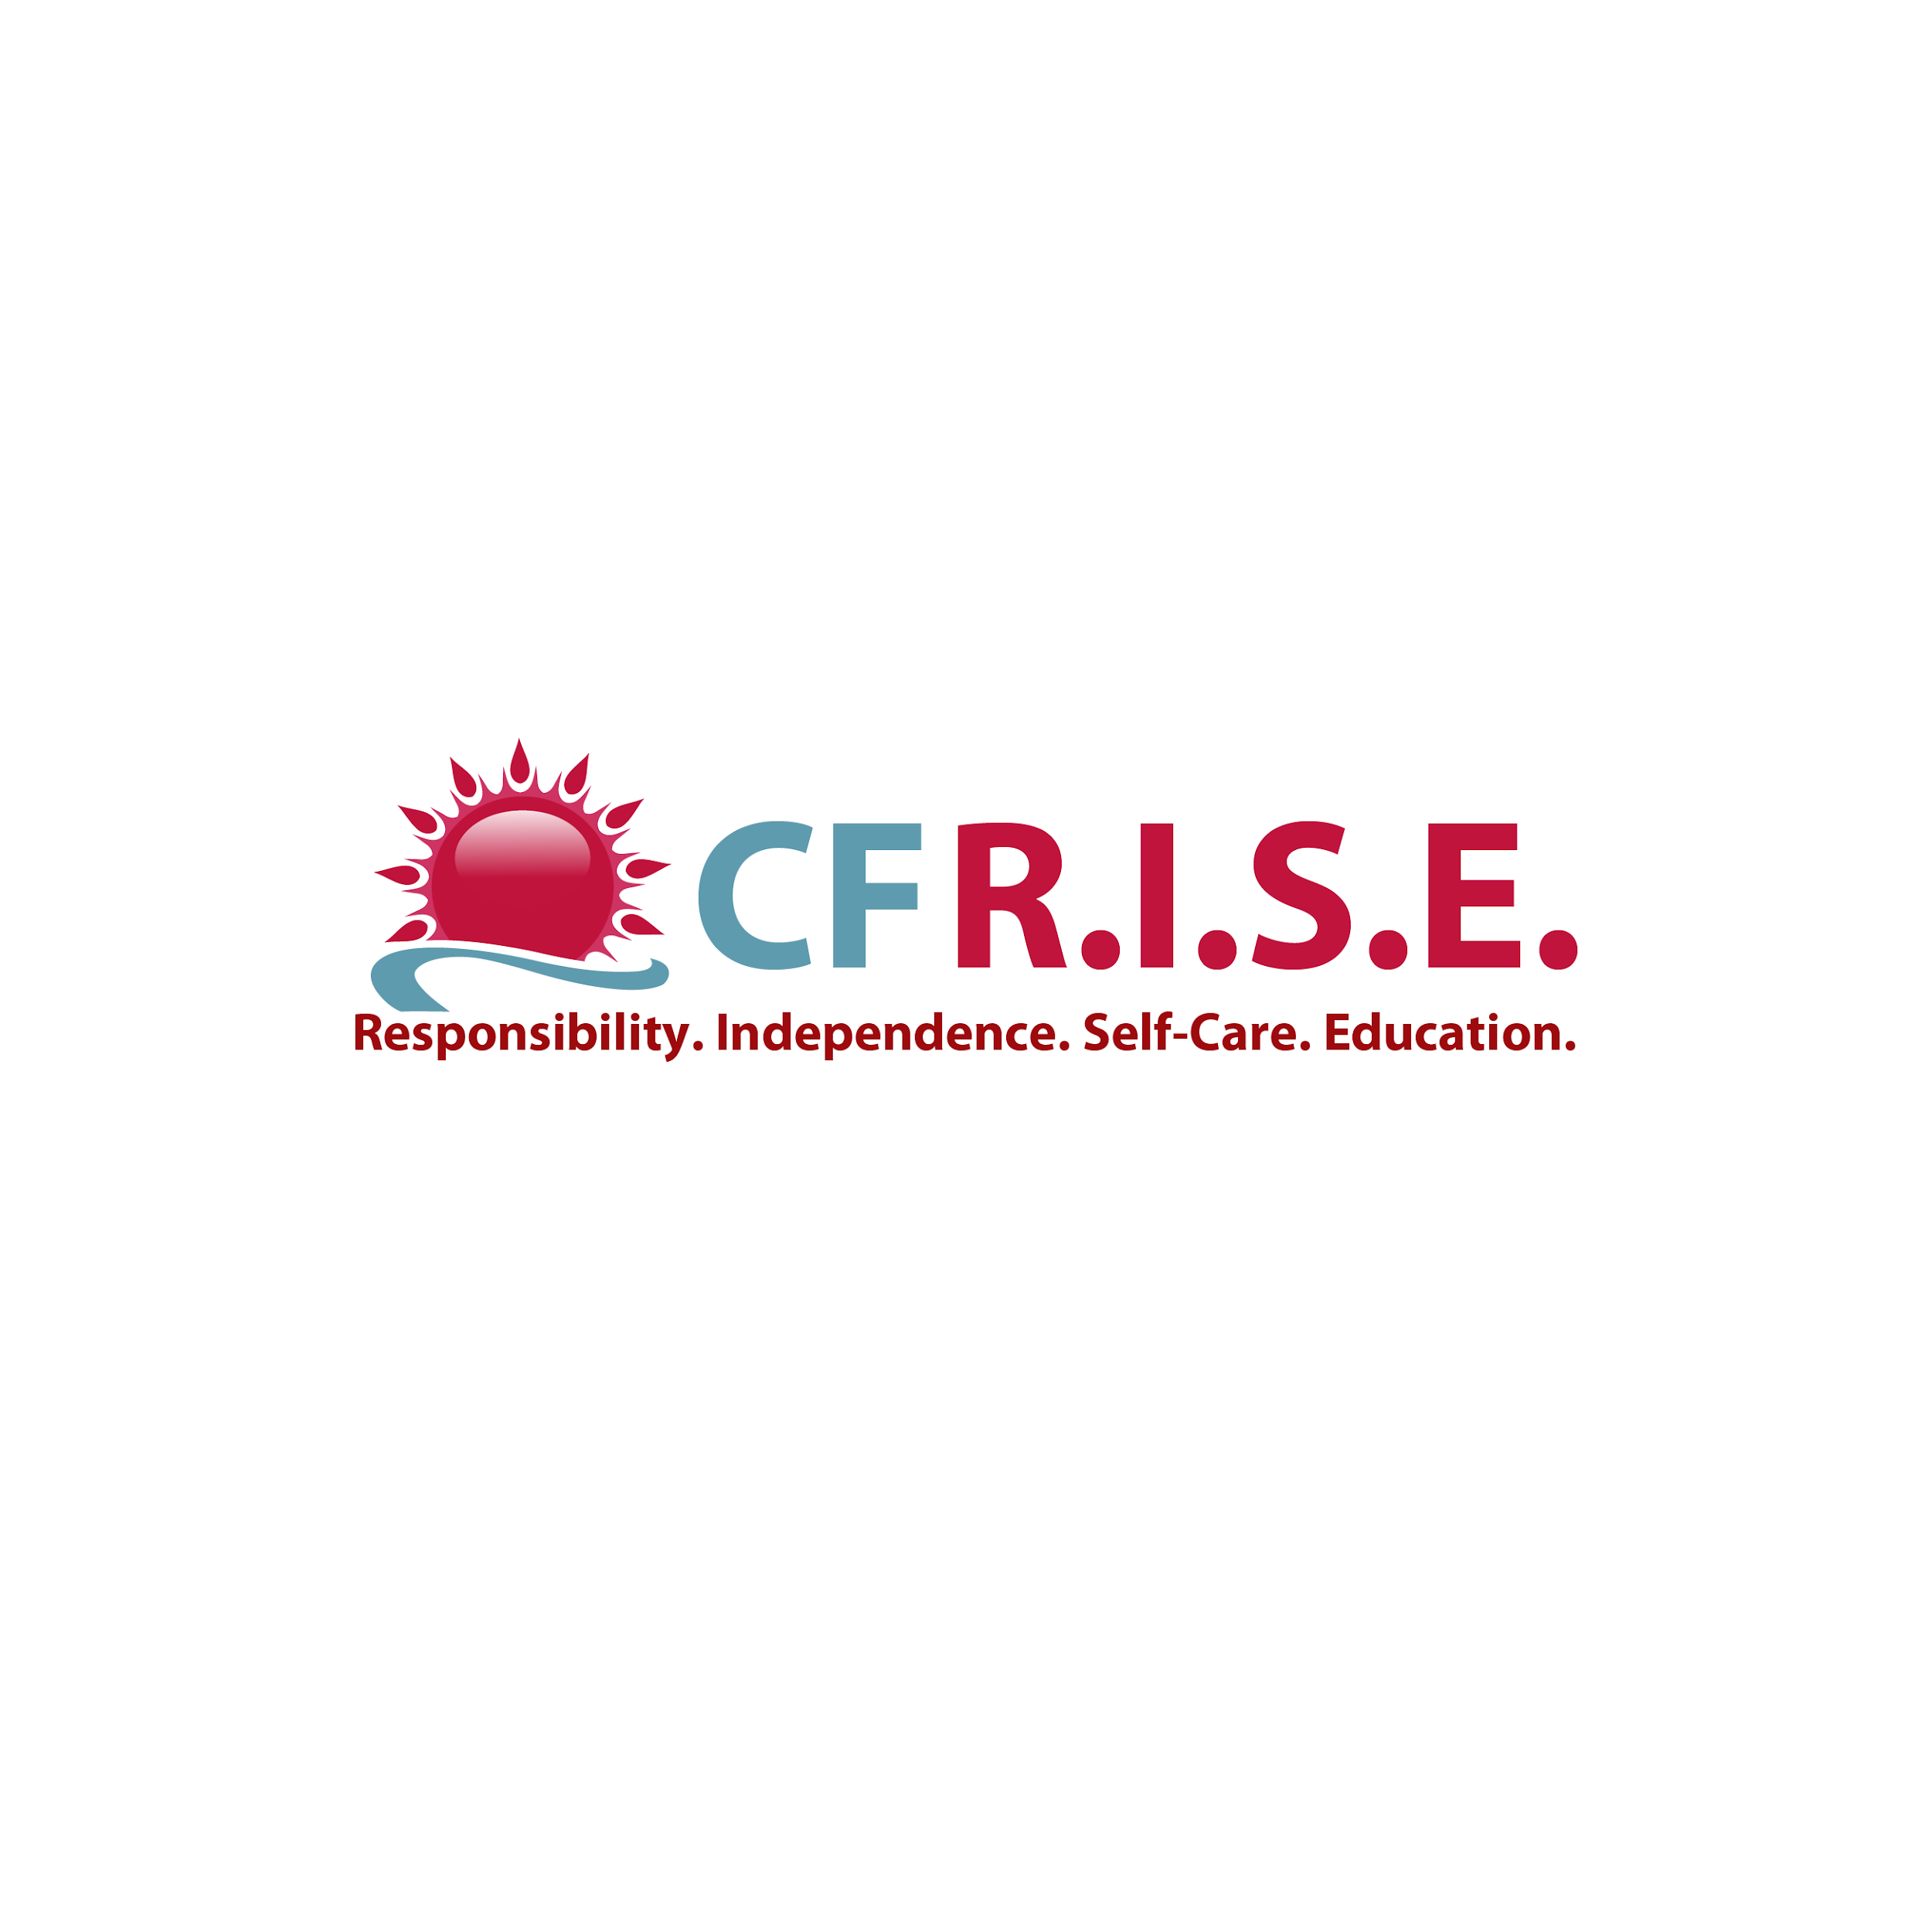 CFR.I.S.E.
Responsibility. Independence. Self-Care. Education.